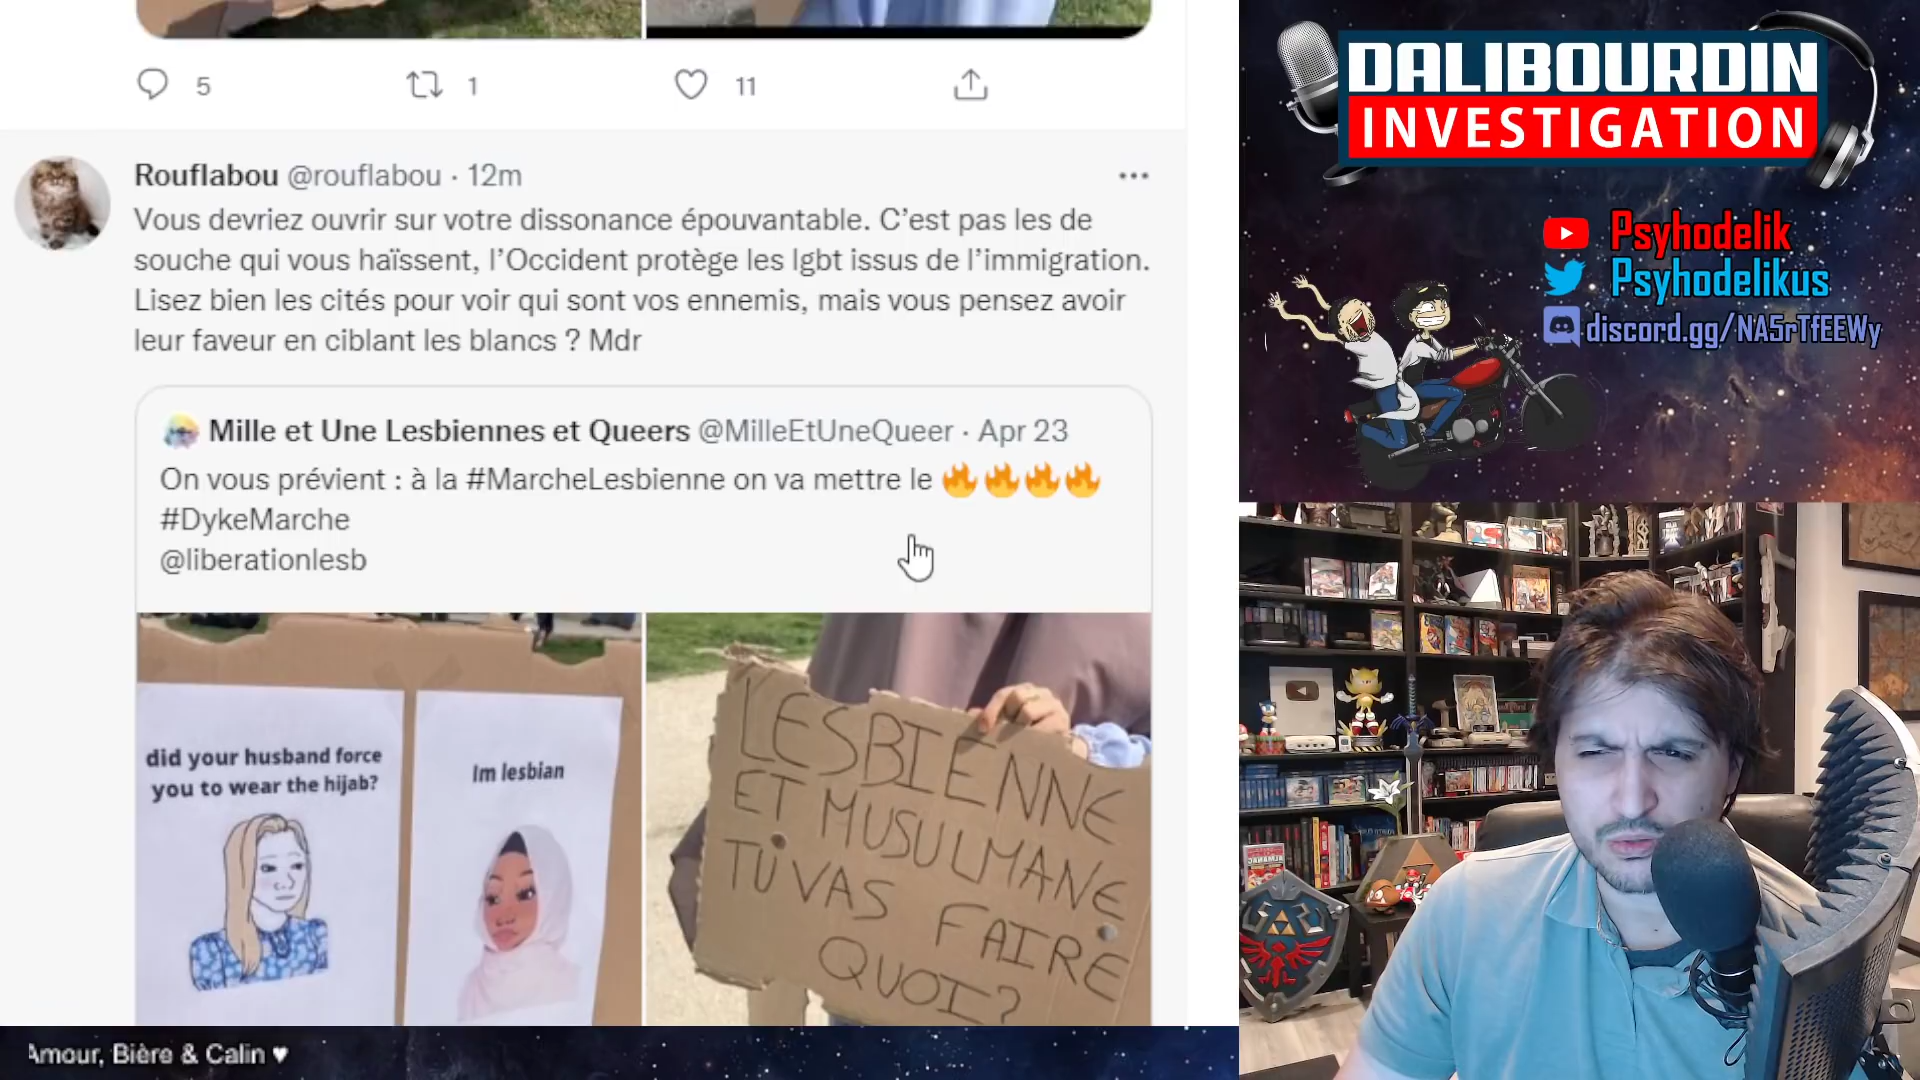 5
1
11
Rouflabou @rouflabou · 12m
Vous devriez ouvrir sur votre dissonance épouvantable. C’est pas les de
souche qui vous haïssent, l’Occident protège les lgbt issus de l’immigration.
Lisez bien les cités pour voir qui sont vos ennemis, mais vous pensez avoir
leur faveur en ciblant les blancs ? Mdr
Mille et Une Lesbiennes et Queers @MilleEtUneQueer · Apr 23
On vous prévient : à la #MarcheLesbienne on va mettre le 🔥🔥🔥🔥
#DykeMarche
@liberationlesb
did your husband force
you to wear the hijab?
Im lesbian
LESBIENNE
ET MUSULMANE
TU VAS FAIRE
QUOI?
Amour, Bière & Calin ♥
DALIBOURDIN
INVESTIGATION
Psyhodelik
Psyhodelikus
discord.gg/NA5rTfEEWy